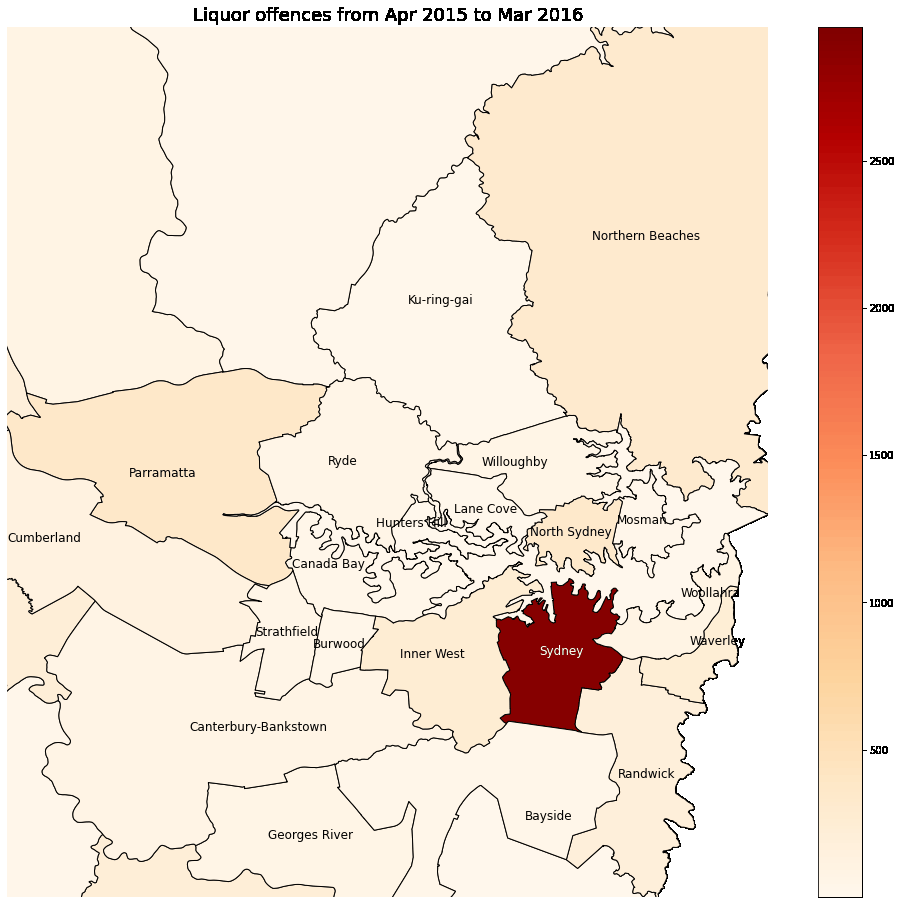 Liquor offences from Apr 2015 to Mar 2016
2500
Northern Beaches
Ku-ring-gai
2000
1500
Ryde
Willoughby
Parramatta
Lane Cove
Hunters Hill
Mosman
North Sydney
Cumberland
Canada Bay
Woollahra
1000
Strathfield
Burwood
Waverley
Inner West
Sydney
Canterbury-Bankstown
500
Randwick
Bayside
Georges River